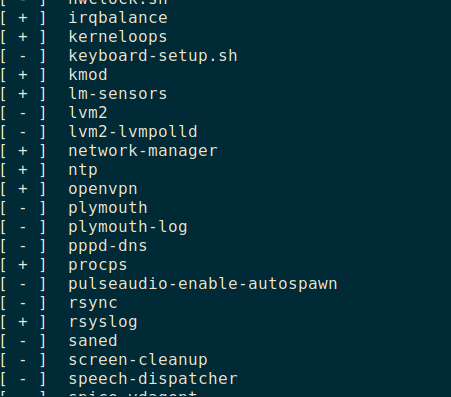 [ - ]  hwclock.sh
[ + ]  irqbalance
[ + ]  kerneloops
[ - ]  keyboard-setup.sh
[ + ]  kmod
[ + ]  lm-sensors
[ - ]  lvm2
[ - ]  lvm2-lvmpolld
[ + ]  network-manager
[ + ]  ntp
[ + ]  openvpn
[ - ]  plymouth
[ - ]  plymouth-log
[ - ]  pppd-dns
[ + ]  procps
[ - ]  pulseaudio-enable-autospawn
[ - ]  rsync
[ + ]  rsyslog
[ - ]  saned
[ - ]  screen-cleanup
[ - ]  speech-dispatcher
[ - ]  spice-vdagent